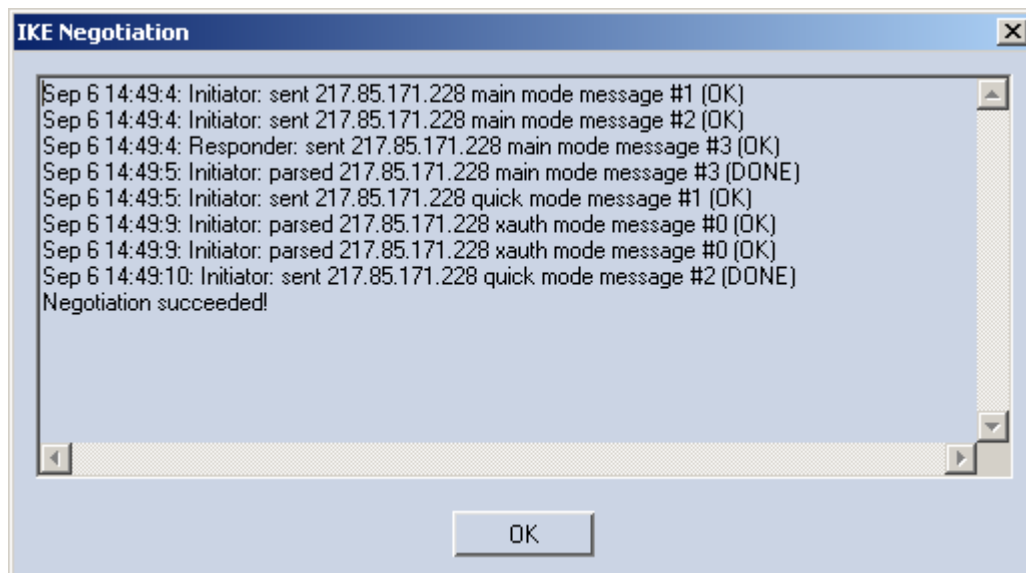 IKE Negotiation
Sep 6 14:49:4: Initiator: sent 217.85.171.228 main mode message #1 (OK)
Sep 6 14:49:4: Initiator: sent 217.85.171.228 main mode message #2 (OK)
Sep 6 14:49:4: Responder: sent 217.85.171.228 main mode message #3 (OK)
Sep 6 14:49:5: Initiator: parsed 217.85.171.228 main mode message #3 (DONE)
Sep 6 14:49:5: Initiator: sent 217.85.171.228 quick mode message #1 (OK)
Sep 6 14:49:9: Initiator: parsed 217.85.171.228 xauth mode message #0 (OK)
Sep 6 14:49:9: Initiator: parsed 217.85.171.228 xauth mode message #0 (OK)
Sep 6 14:49:10: Initiator: sent 217.85.171.228 quick mode message #2 (DONE)
Negotiation succeeded!
OK